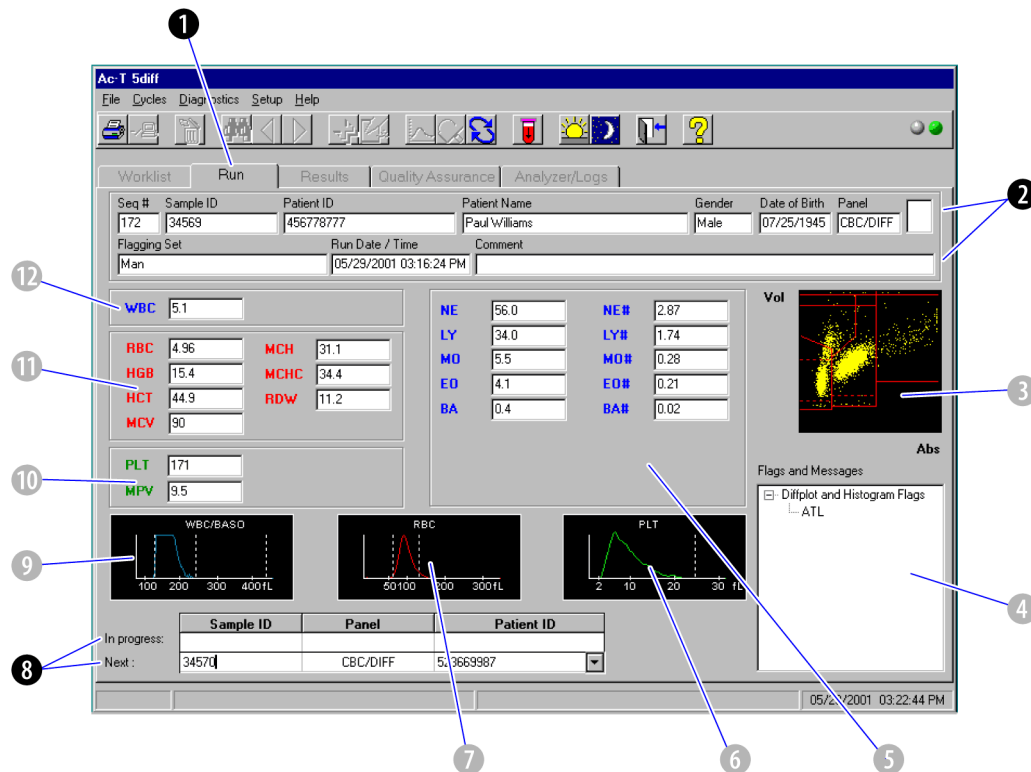 1
Ac-T 5diff
File Cycles Diagnostics Setup Help
Worklist Run Results Quality Assurance Analyzer/Logs
Seq # Sample ID Patient ID Patient Name Gender Date of Birth Panel
172 34569 456778777 Paul Williams Male 07/25/1945 CBC/DIFF
2
Flagging Set Run Date / Time Comment
Man 05/29/2001 03:16:24 PM
12
WBC 5.1
NE 56.0 NE# 2.87
LY 34.0 LY# 1.74
MO 5.5 MO# 0.28
EO 4.1 EO# 0.21
BA 0.4 BA# 0.02
Vol
Abs
3
11
RBC 4.96 MCH 31.1
HGB 15.4 MCHC 34.4
HCT 44.9 RDW 11.2
MCV 90
10
PLT 171
MPV 9.5
Flags and Messages
Diffplot and Histogram Flags
ATL
4
9
WBC/BASO
100 200 300 400fL
RBC
50 100 200 300fL
PLT
2 10 20 30 fL
Sample ID Panel Patient ID
In progress:
8
Next : 34570 CBC/DIFF 523669987
03:22:44 PM
7
6
5